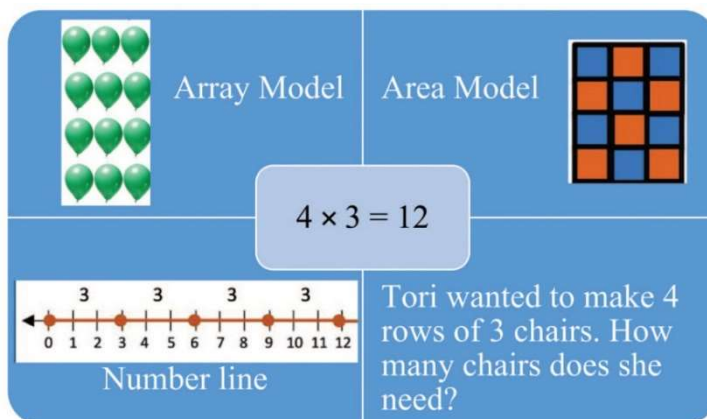 Array Model
Area Model
4 × 3 = 12
3 3 3 3
0 1 2 3 4 5 6 7 8 9 10 11 12
Number line
Tori wanted to make 4
rows of 3 chairs. How
many chairs does she
need?